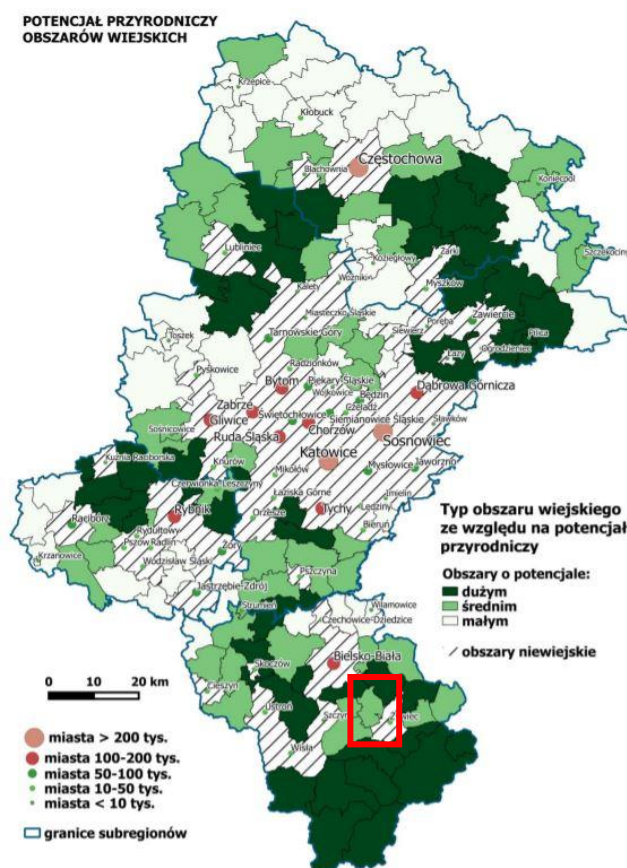 POTENCJAŁ PRZYRODNICZY
OBSZARÓW WIEJSKICH
Krzepice
Kłobuck
Częstochowa
Blachownia
Koniecpol
Lubliniec
Szczekociny
Koziegłowy
Żarki
Woźniki
Myszków
Kalety
Miasteczko Śląskie
Poręba
Zawiercie
Siewierz
Pilica
Toszek
Tarnowskie Góry
Łazy
Ogrodzieniec
Radzionków
Pyskowice
Bytom
Piekary Śląskie
Wojkowice
Będzin
Dąbrowa Górnicza
Zabrze
Czeladź
Świętochłowice
Siemianowice Śląskie
Sławków
Sośnicowice
Gliwice
Chorzów
Ruda Śląska
Sosnowiec
Kuźnia Raciborska
Knurów
Katowice
Mysłowice
Jaworzno
Czerwionka-Leszczyny
Mikołów
Imielin
Łaziska Górne
Lędziny
Racibórz
Rybnik
Orzesze
Tychy
Bieruń
Rydułtowy
Pszów
Radlin
Żory
Krzanowice
Wodzisław Śląski
Pszczyna
Jastrzębie-Zdrój
Strumień
Wilamowice
Czechowice-Dziedzice
Skoczów
Bielsko-Biała
Cieszyn
Ustroń
Szczyrk
Żywiec
Wisła
Typ obszaru wiejskiego
ze względu na potencjał
przyrodniczy
Obszary o potencjale:
dużym
średnim
małym
obszary niewiejskie
0 10 20 km
miasta > 200 tys.
miasta 100-200 tys.
miasta 50-100 tys.
miasta 10-50 tys.
miasta < 10 tys.
granice subregionów